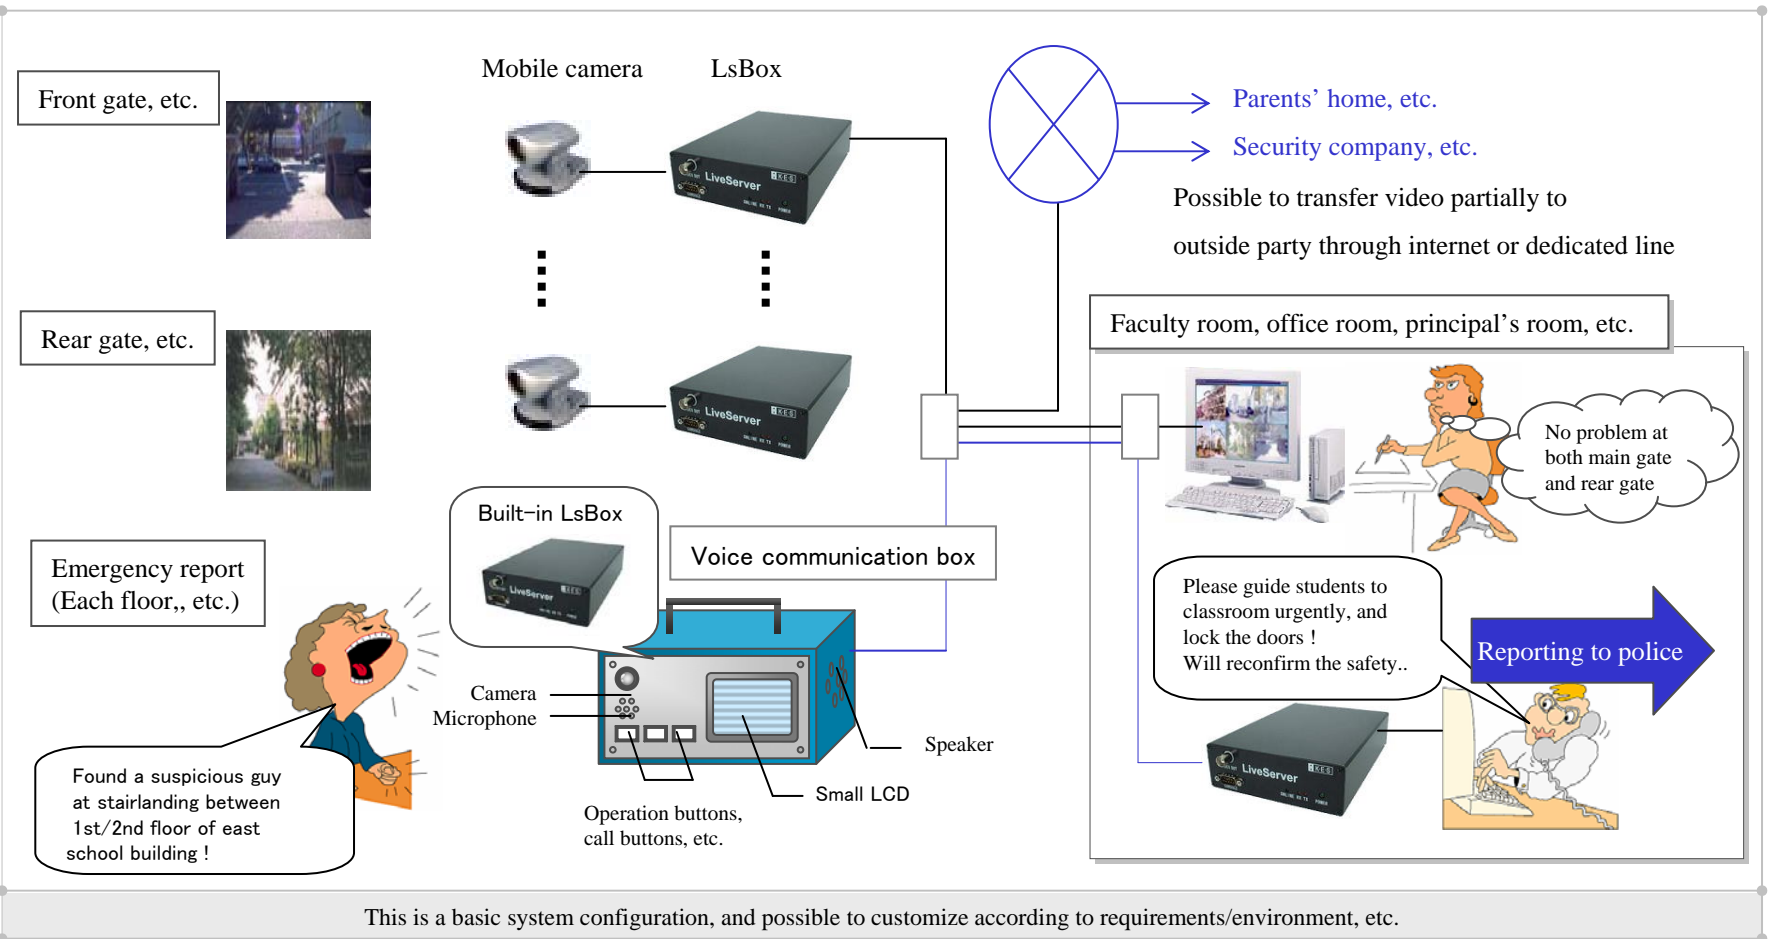 Mobile camera
LsBox
Front gate, etc.
LiveServer
Parents’ home, etc.
Security company, etc.
Possible to transfer video partially to
outside party through internet or dedicated line
Rear gate, etc.
LiveServer
Faculty room, office room, principal’s room, etc.
No problem at
both main gate
and rear gate
Built-in LsBox
LiveServer
Voice communication box
Emergency report
(Each floor,, etc.)
Please guide students to
classroom urgently, and
lock the doors !
Will reconfirm the safety..
Reporting to police
Camera
Microphone
Speaker
Small LCD
Operation buttons,
call buttons, etc.
LiveServer
Found a suspicious guy
at stairlanding between
1st/2nd floor of east
school building !
This is a basic system configuration, and possible to customize according to requirements/environment, etc.